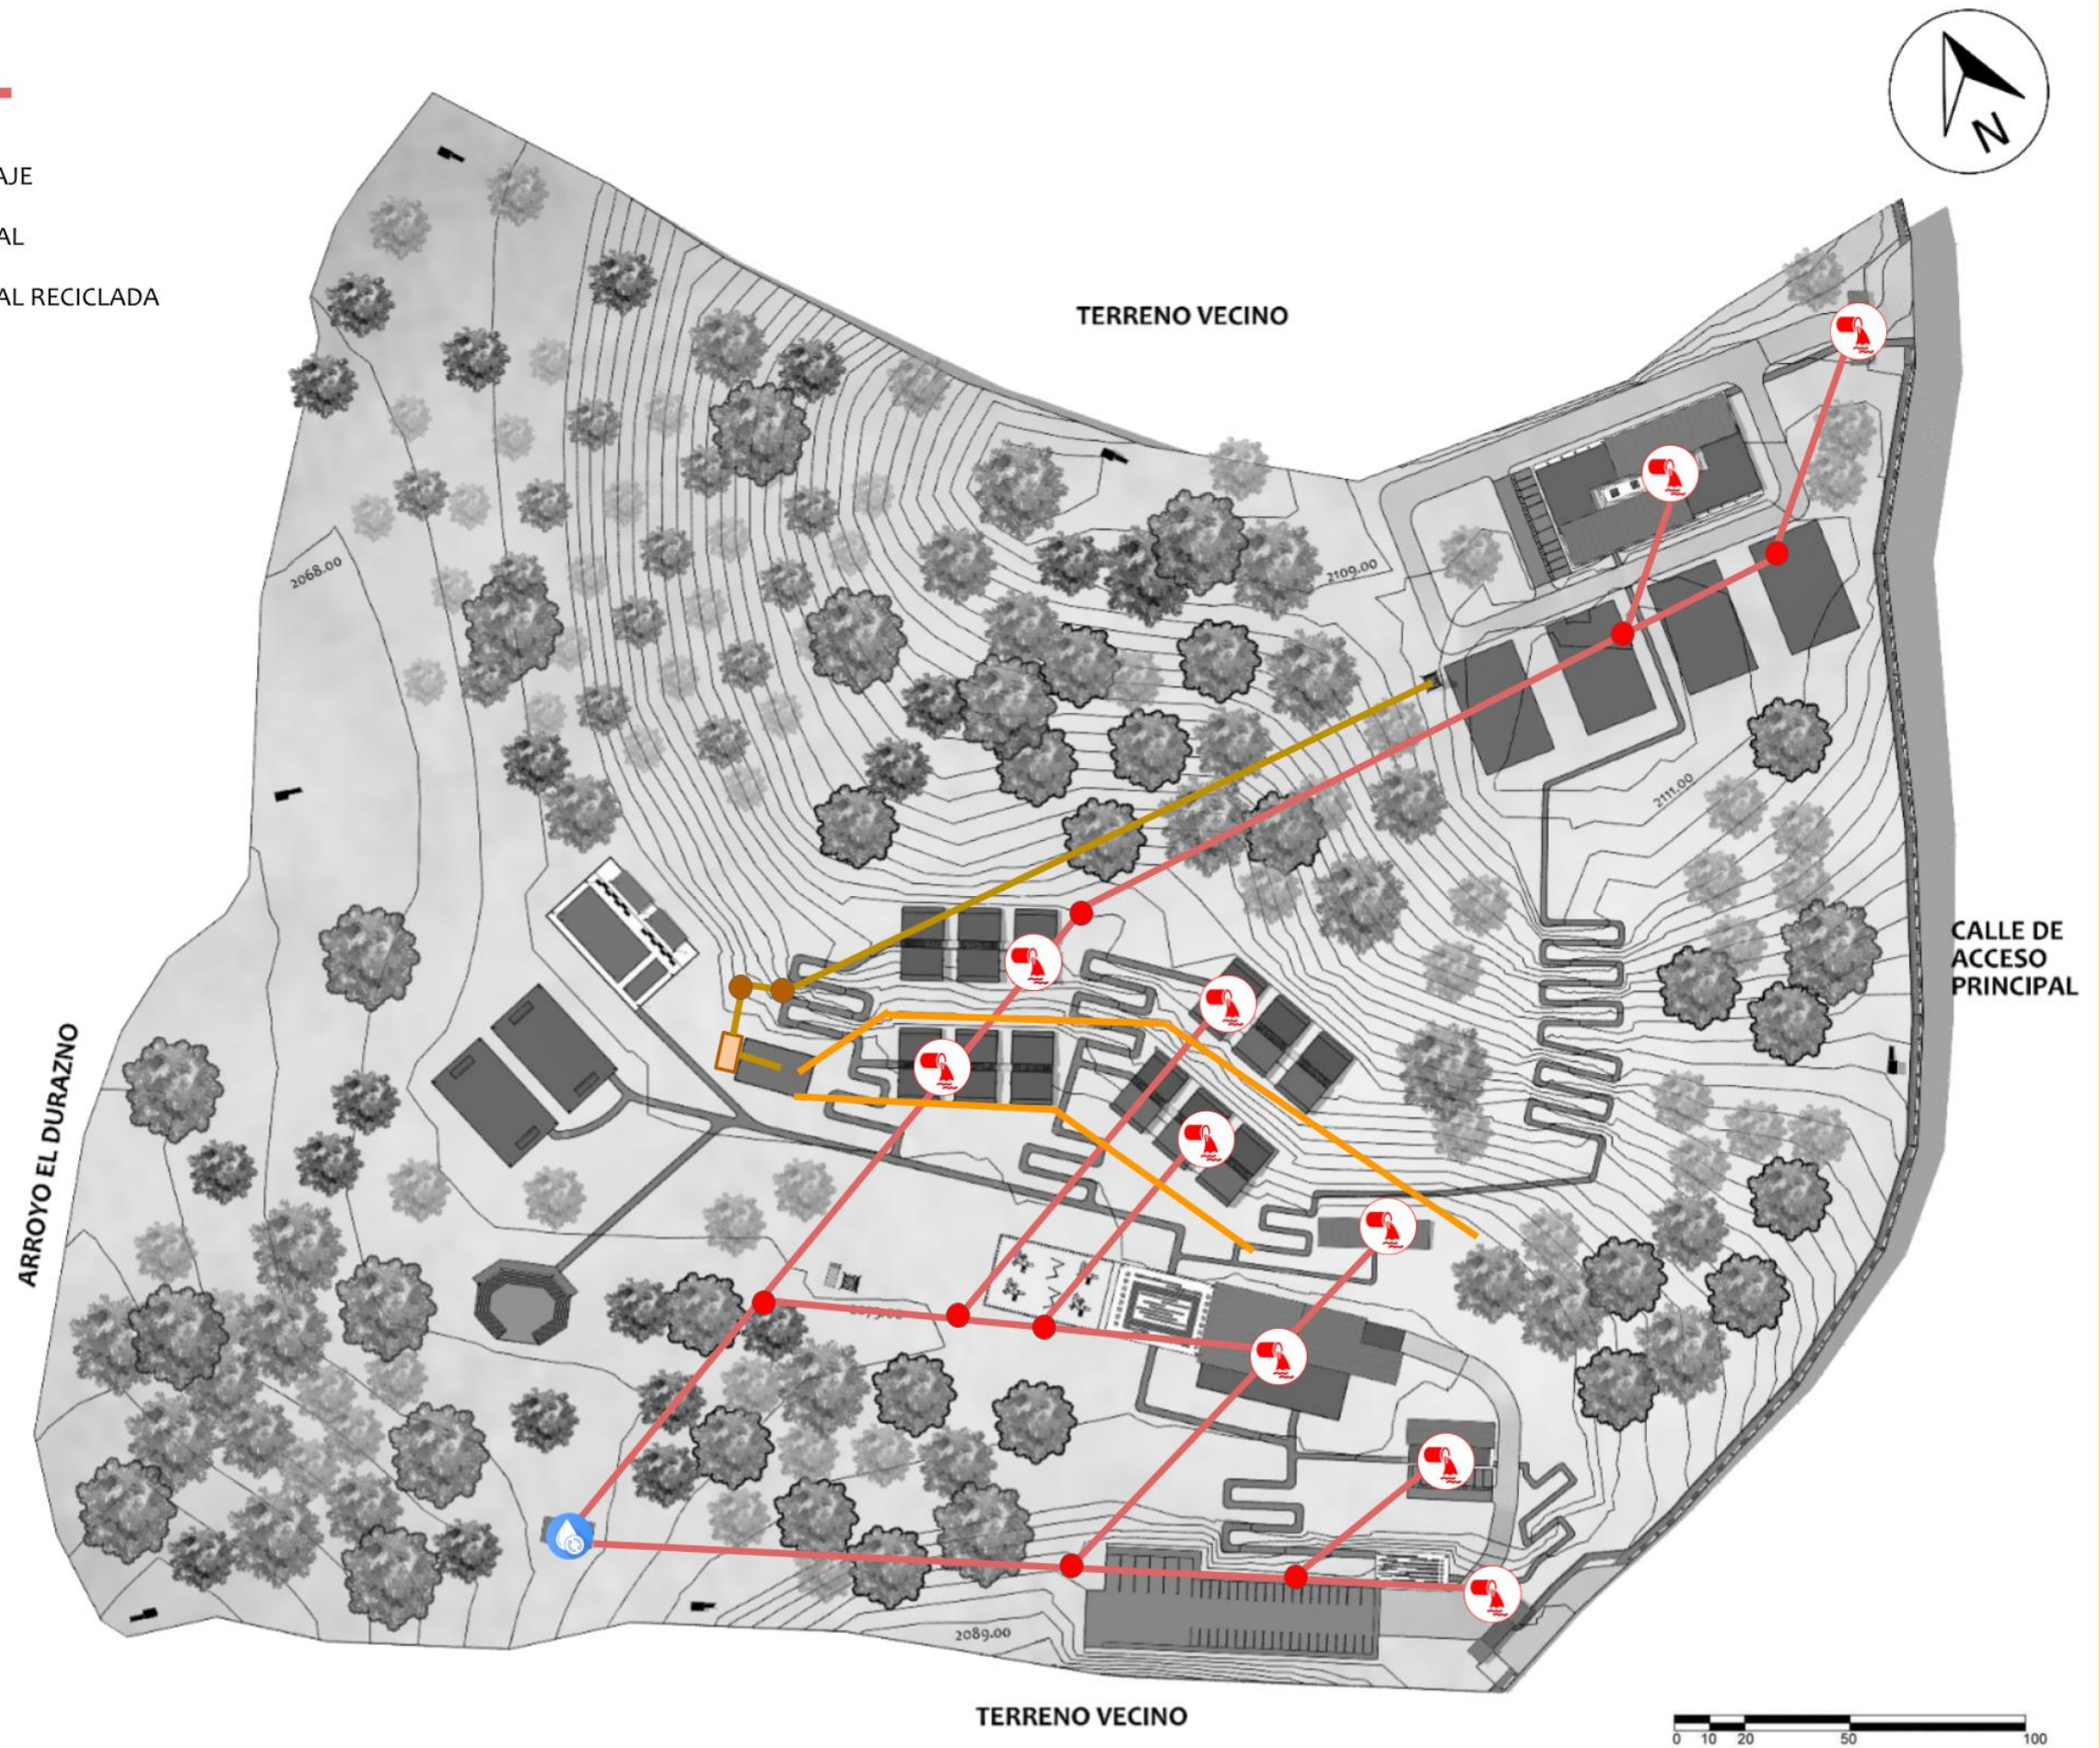 AJE
AL
AL RECICLADA
N
TERRENO VECINO
2068.00
2109.00
2111.00
CALLE DE
ACCESO
PRINCIPAL
ARROYO EL DURAZNO
2089.00
TERRENO VECINO
0 10 20 50 100